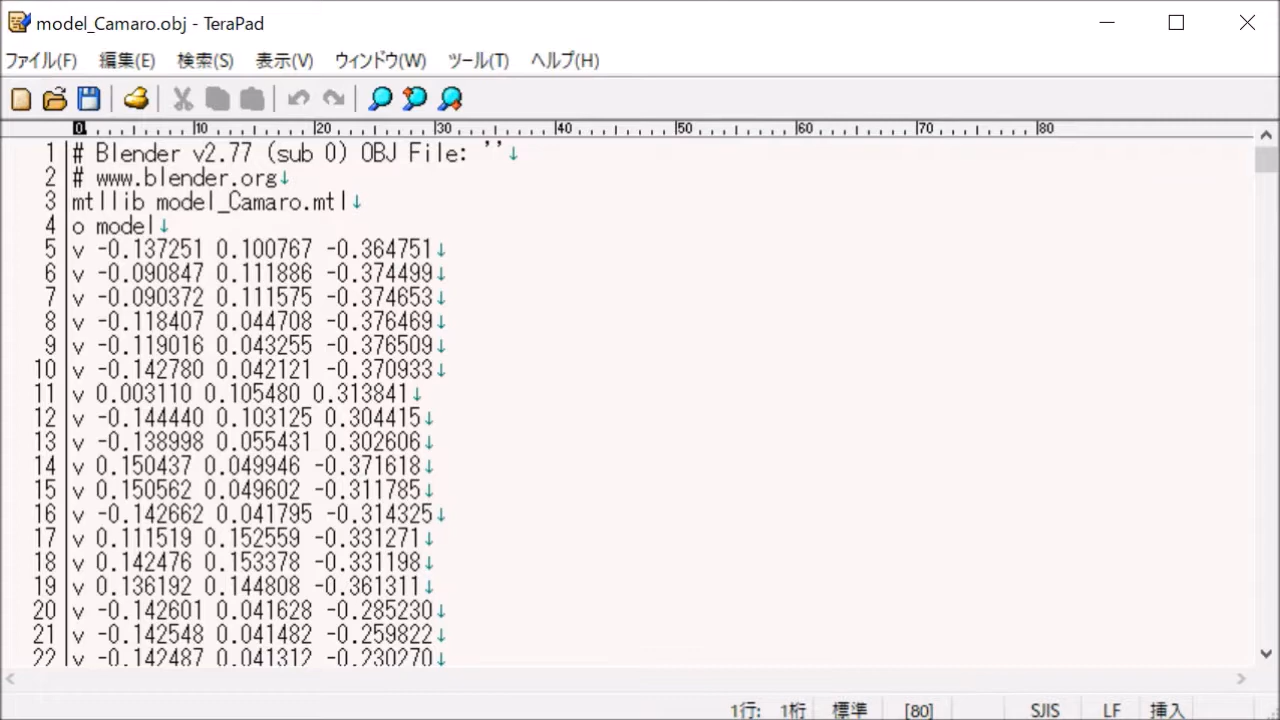 model_Camaro.obj - TeraPad
ファイル(F) 編集(E) 検索(S) 表示(V) ウィンドウ(W) ツール(T) ヘルプ(H)
0 10 20 30 40 50 60 70 80
1 # Blender v2.77 (sub 0) OBJ File: ''↓
2 # www.blender.org↓
3 mtllib model_Camaro.mtl↓
4 o model↓
5 v -0.137251 0.100767 -0.364751↓
6 v -0.090847 0.111886 -0.374499↓
7 v -0.090372 0.111575 -0.374653↓
8 v -0.118407 0.044708 -0.376469↓
9 v -0.119016 0.043255 -0.376509↓
10 v -0.142780 0.042121 -0.370933↓
11 v 0.003110 0.105480 0.313841↓
12 v -0.144440 0.103125 0.304415↓
13 v -0.138998 0.055431 0.302606↓
14 v 0.150437 0.049946 -0.371618↓
15 v 0.150562 0.049602 -0.311785↓
16 v -0.142662 0.041795 -0.314325↓
17 v 0.111519 0.152559 -0.331271↓
18 v 0.142476 0.153378 -0.331198↓
19 v 0.136192 0.144808 -0.361311↓
20 v -0.142601 0.041628 -0.285230↓
21 v -0.142548 0.041482 -0.259822↓
22 v -0.142487 0.041312 -0.230270↓
1行: 1桁 標準 [80] SJIS LF 挿入